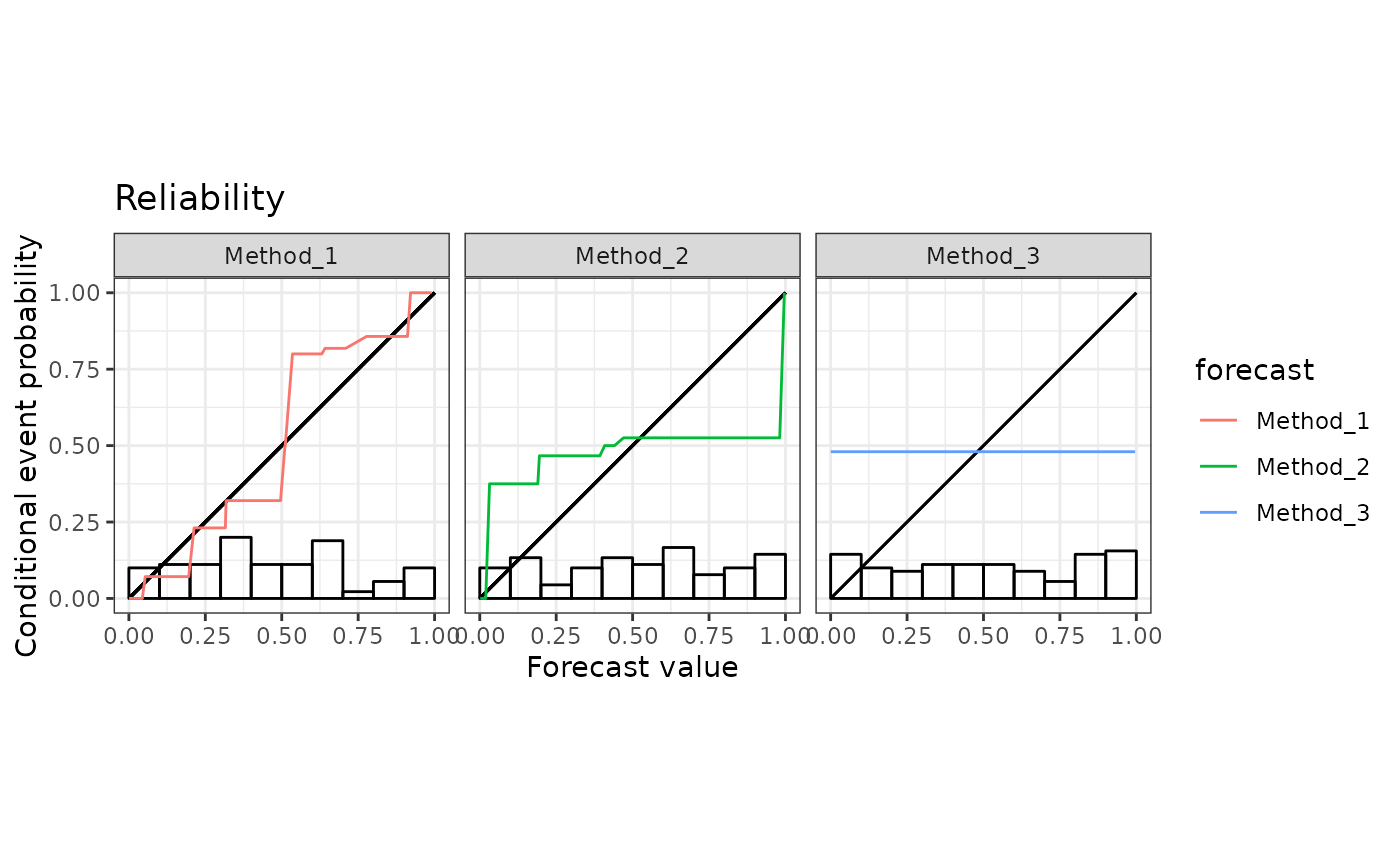 Reliability
Method_1 Method_2 Method_3
Conditional event probability
1.00
0.75
0.50
0.25
0.00
0.00 0.25 0.50 0.75 1.00 0.00 0.25 0.50 0.75 1.00 0.00 0.25 0.50 0.75 1.00
Forecast value
forecast
Method_1
Method_2
Method_3